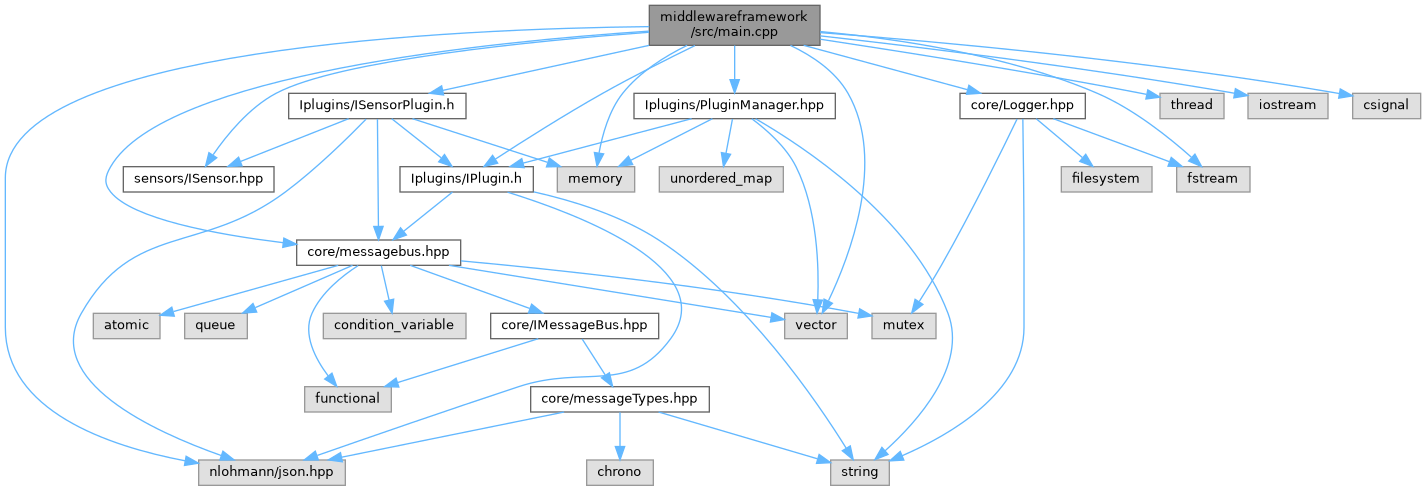 middlewareframework
/src/main.cpp
Iplugins/ISensorPlugin.h
Iplugins/PluginManager.hpp
core/Logger.hpp
thread
iostream
csignal
sensors/ISensor.hpp
Iplugins/IPlugin.h
memory
unordered_map
filesystem
fstream
core/messagebus.hpp
atomic
queue
condition_variable
core/IMessageBus.hpp
vector
mutex
functional
core/messageTypes.hpp
nlohmann/json.hpp
chrono
string